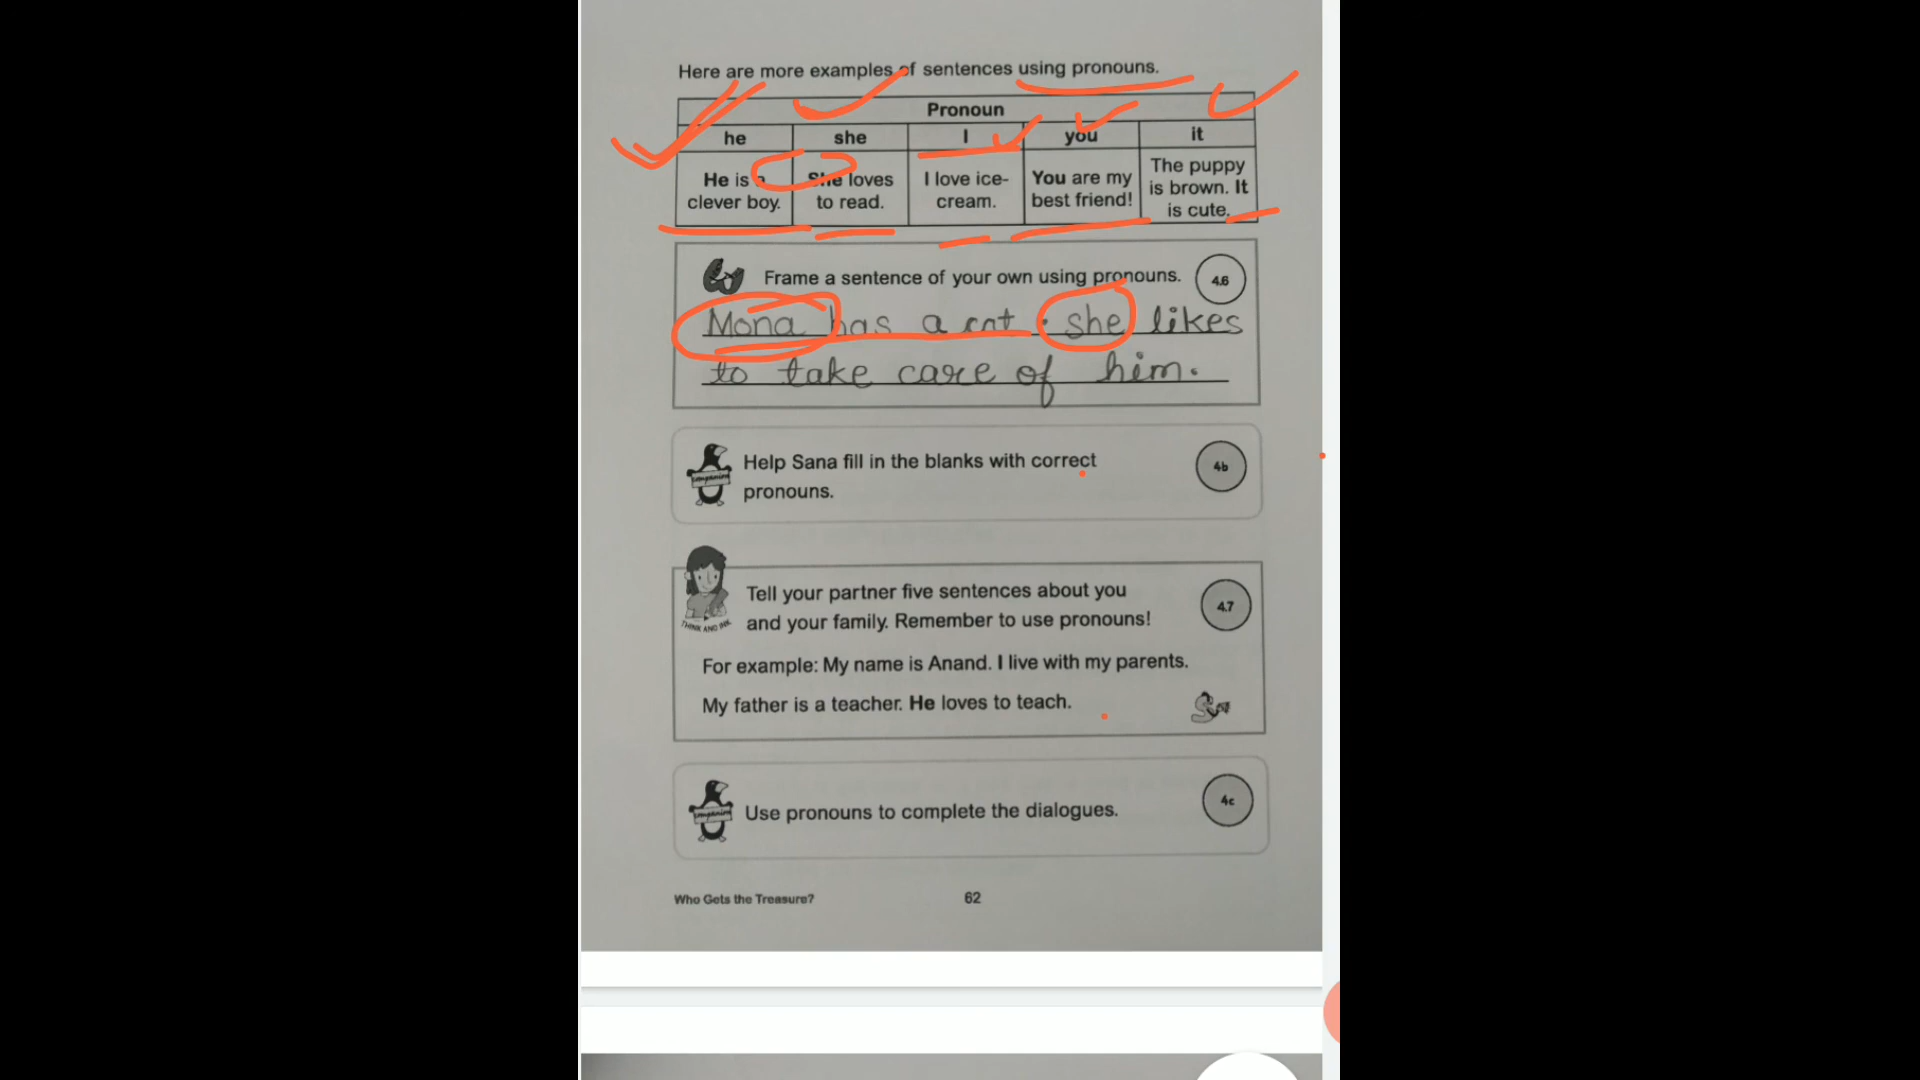 Here are more examples of sentences using pronouns.
Pronoun
he she I you it
He is a clever boy.
She loves to read.
I love ice-cream.
You are my best friend!
The puppy is brown. It is cute.
Frame a sentence of your own using pronouns. 4.6
Mona has a cat. she likes
to take care of him.
Help Sana fill in the blanks with correct 4b
pronouns.
Tell your partner five sentences about you 4.7
and your family. Remember to use pronouns!
THINK AND INK
For example: My name is Anand. I live with my parents.
My father is a teacher. He loves to teach.
Use pronouns to complete the dialogues. 4c
Who Gets the Treasure? 62